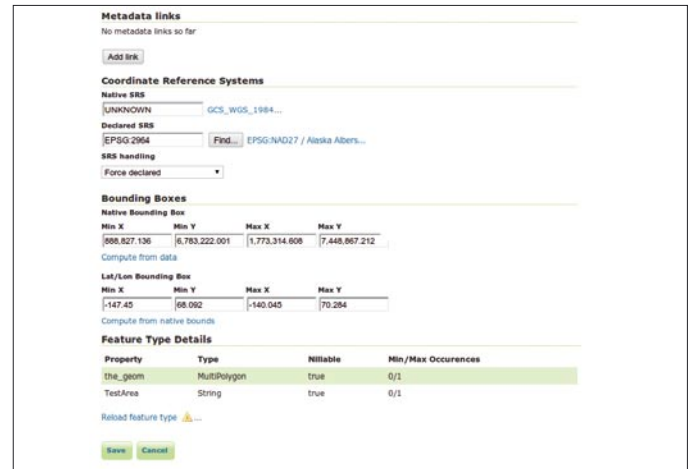 Metadata links
No metadata links so far
Add link
Coordinate Reference Systems
Native SRS
UNKNOWN GCS_WGS_1984...
Declared SRS
EPSG:2964 Find... EPSG:NAD27 / Alaska Albers...
SRS handling
Force declared
Bounding Boxes
Native Bounding Box
Min X Min Y Max X Max Y
888,827.136 6,783,222.001 1,773,314.608 7,448,867.212
Compute from data
Lat/Lon Bounding Box
Min X Min Y Max X Max Y
-147.45 68.092 -140.045 70.284
Compute from native bounds
Feature Type Details
Property Type Nillable Min/Max Occurences
the_geom MultiPolygon true 0/1
TestArea String true 0/1
Reload feature type ...
Save Cancel